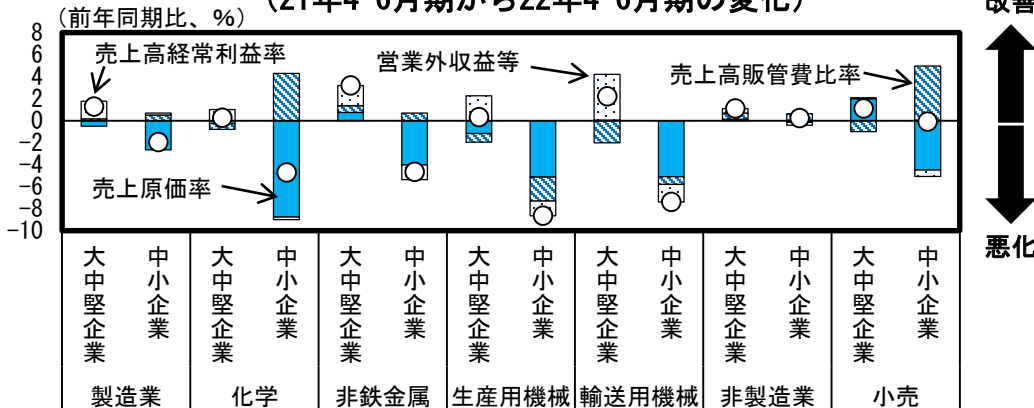 (21年4-6月期から22年4-6月期の変化)
(前年同期比、%)
改善
8
6
4
2
0
-2
-4
-6
-8
-10
売上高経常利益率
営業外収益等
売上高販管費比率
売上原価率
悪化
大中堅企業 中小企業 大中堅企業 中小企業 大中堅企業 中小企業 大中堅企業 中小企業 大中堅企業 中小企業 大中堅企業 中小企業 大中堅企業 中小企業
製造業 化学 非鉄金属 生産用機械 輸送用機械 非製造業 小売